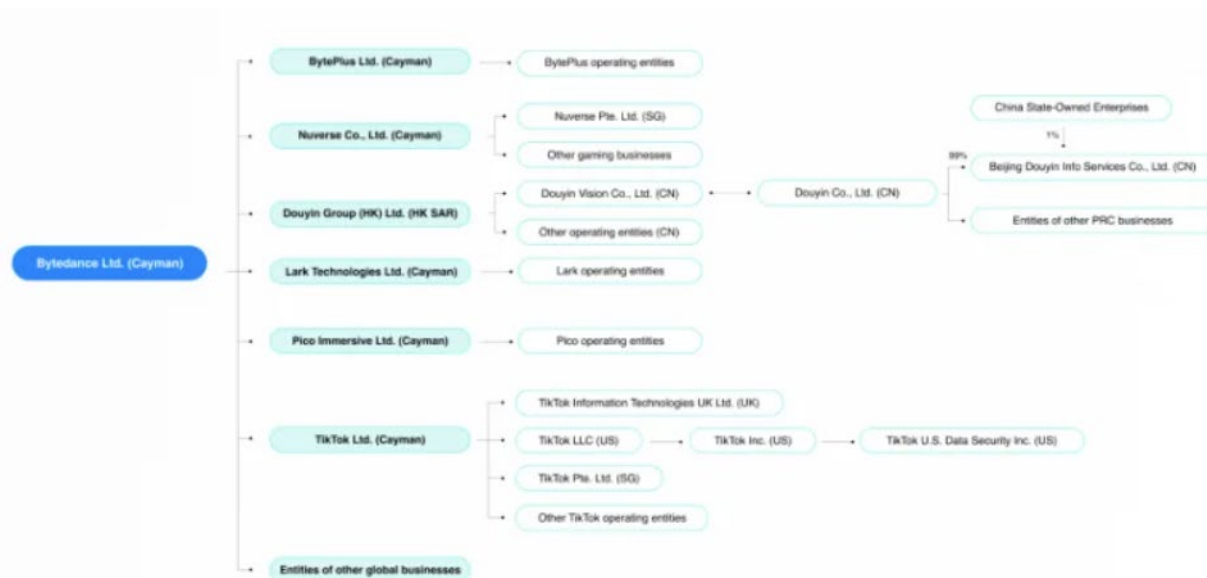 BytePlus Ltd. (Cayman)
BytePlus operating entities
China State-Owned Enterprises
Nuverse Pte. Ltd. (SG)
Nuverse Co., Ltd. (Cayman)
1%
Other gaming businesses
99%
Beijing Douyin Info Services Co., Ltd. (CN)
Douyin Vision Co., Ltd. (CN)
Douyin Co., Ltd. (CN)
Douyin Group (HK) Ltd. (HK SAR)
Entities of other PRC businesses
Other operating entities (CN)
Bytedance Ltd. (Cayman)
Lark Technologies Ltd. (Cayman)
Lark operating entities
Pico Immersive Ltd. (Cayman)
Pico operating entities
TikTok Information Technologies UK Ltd. (UK)
TikTok Ltd. (Cayman)
TikTok LLC (US)
TikTok Inc. (US)
TikTok U.S. Data Security Inc. (US)
TikTok Pte. Ltd. (SG)
Other TikTok operating entities
Entities of other global businesses